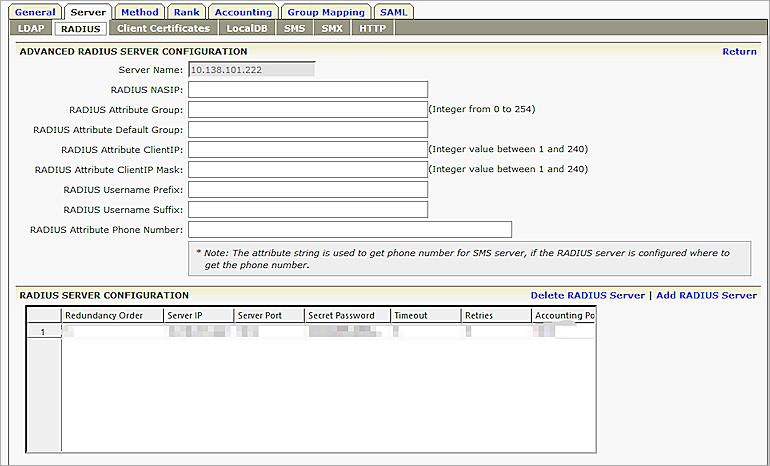 General Server Method Rank Accounting Group Mapping SAML
LDAP RADIUS Client Certificates LocalDB SMS SMX HTTP
ADVANCED RADIUS SERVER CONFIGURATION Return
Server Name: 10.138.101.222
RADIUS NASIP:
RADIUS Attribute Group: (Integer from 0 to 254)
RADIUS Attribute Default Group:
RADIUS Attribute ClientIP: (Integer value between 1 and 240)
RADIUS Attribute ClientIP Mask: (Integer value between 1 and 240)
RADIUS Username Prefix:
RADIUS Username Suffix:
RADIUS Attribute Phone Number:
* Note: The attribute string is used to get phone number for SMS server, if the RADIUS server is configured where to
get the phone number.
RADIUS SERVER CONFIGURATION Delete RADIUS Server | Add RADIUS Server
Redundancy Order Server IP Server Port Secret Password Timeout Retries Accounting Po
1